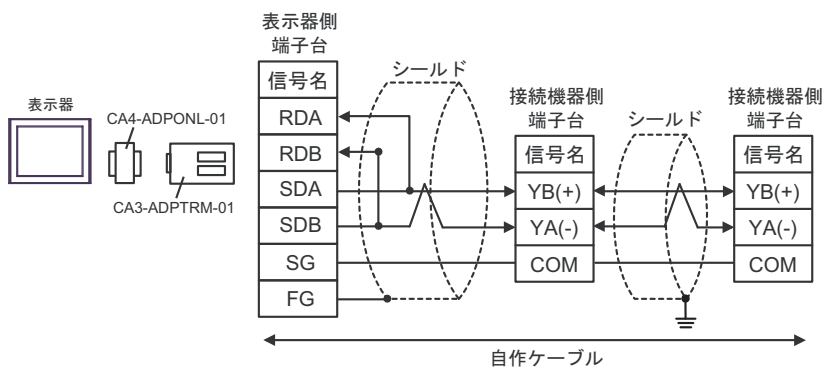 表示器
CA4-ADPONL-01
CA3-ADPTRM-01
表示器側
端子台
信号名
RDA
RDB
SDA
SDB
SG
FG
シールド
接続機器側
端子台
信号名
YB(+)
YA(-)
COM
シールド
接続機器側
端子台
信号名
YB(+)
YA(-)
COM
自作ケーブル